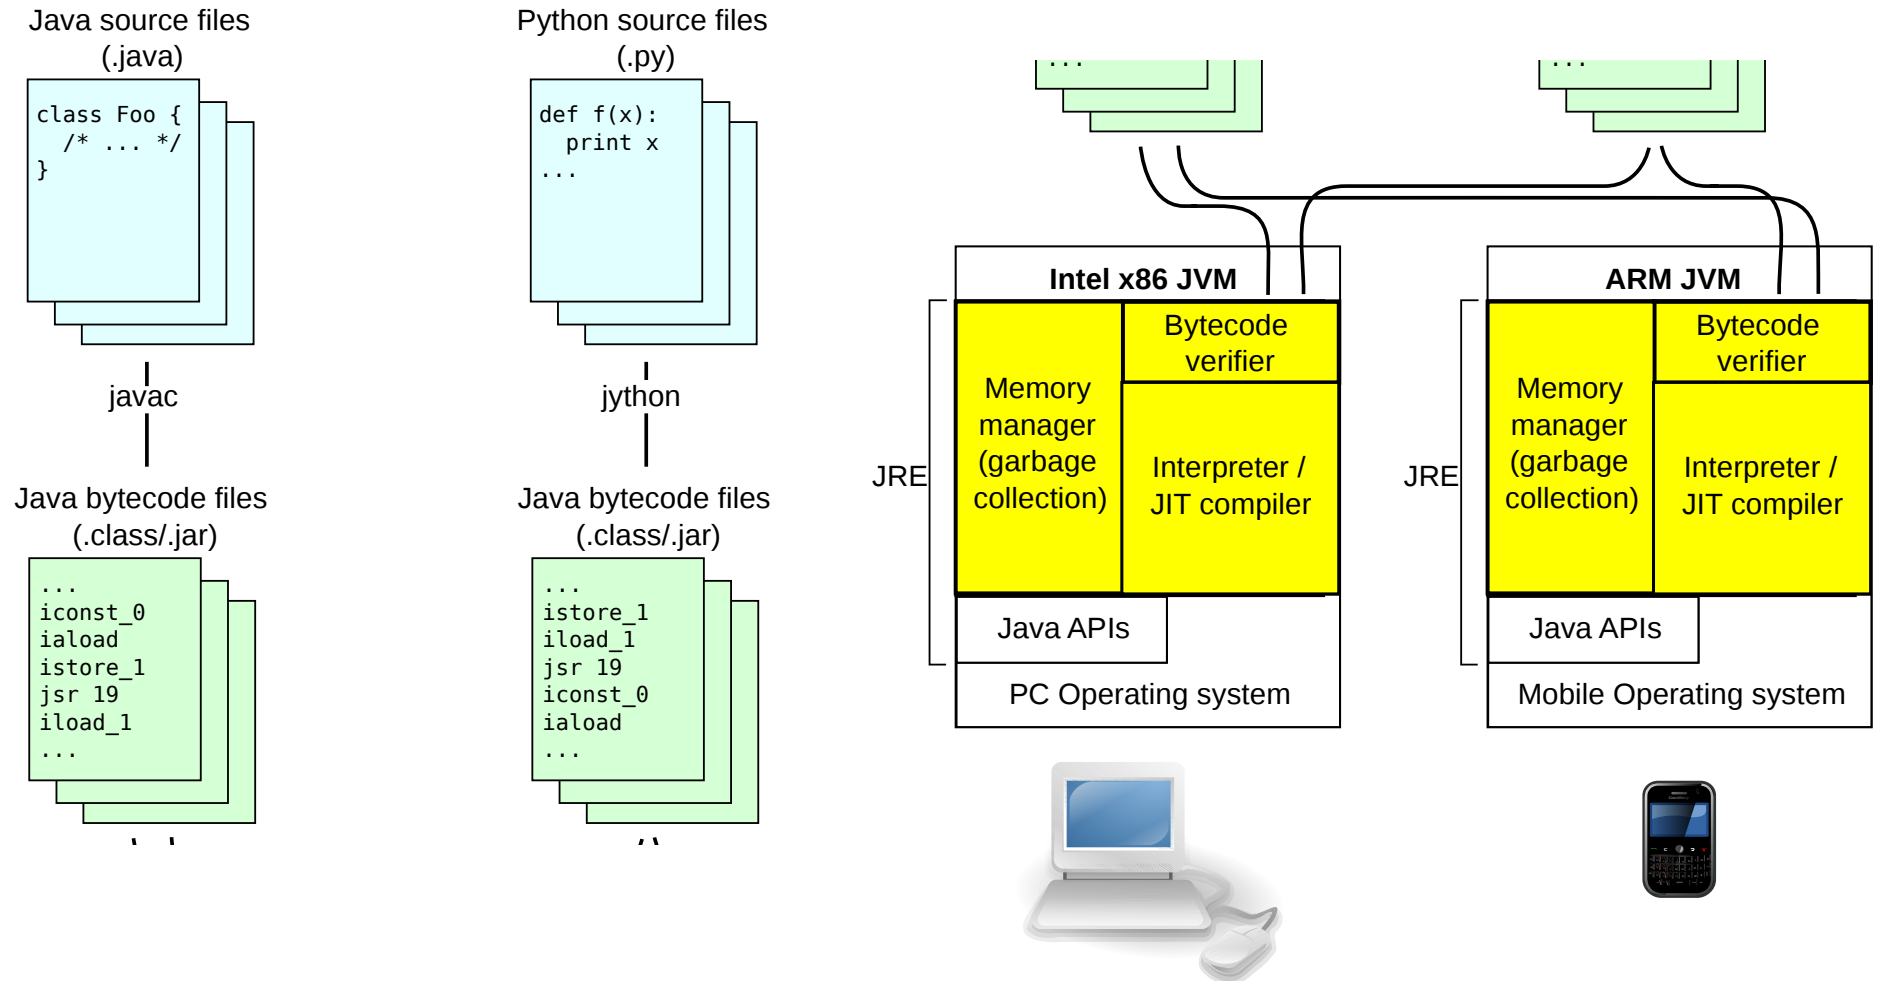 Java source files
(.java)
class Foo {
/* ... */
}
javac
Java bytecode files
(.class/.jar)
...
iconst_0
iaload
istore_1
jsr 19
iload_1
...
Python source files
(.py)
def f(x):
print x
...
jython
Java bytecode files
(.class/.jar)
...
istore_1
iload_1
jsr 19
iconst_0
iaload
...
...
...
Intel x86 JVM
JRE
Memory
manager
(garbage
collection)
Bytecode
verifier
Interpreter /
JIT compiler
Java APIs
PC Operating system
ARM JVM
JRE
Memory
manager
(garbage
collection)
Bytecode
verifier
Interpreter /
JIT compiler
Java APIs
Mobile Operating system